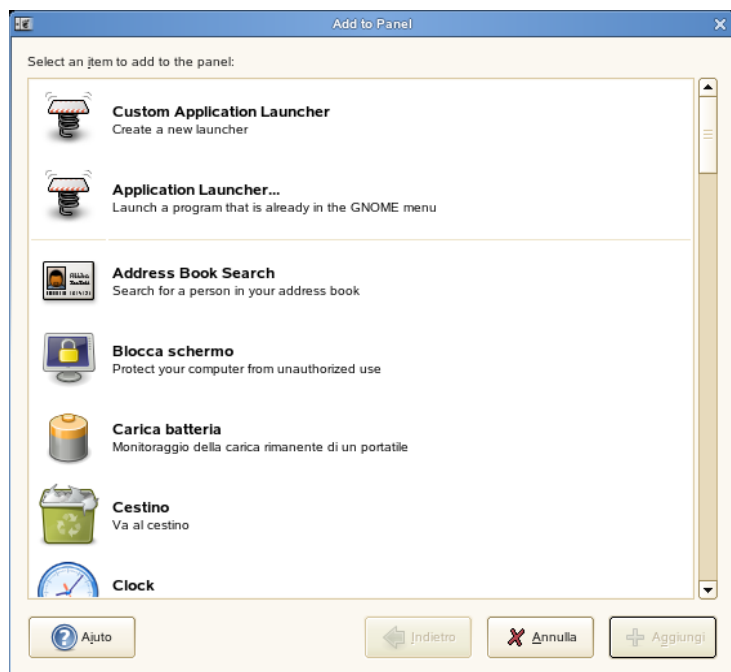 Add to Panel
Select an item to add to the panel:
Custom Application Launcher
Create a new launcher
Application Launcher...
Launch a program that is already in the GNOME menu
Address Book Search
Search for a person in your address book
Blocca schermo
Protect your computer from unauthorized use
Carica batteria
Monitoraggio della carica rimanente di un portatile
Cestino
Va al cestino
Clock
Aiuto
Indietro
Annulla
Aggiungi